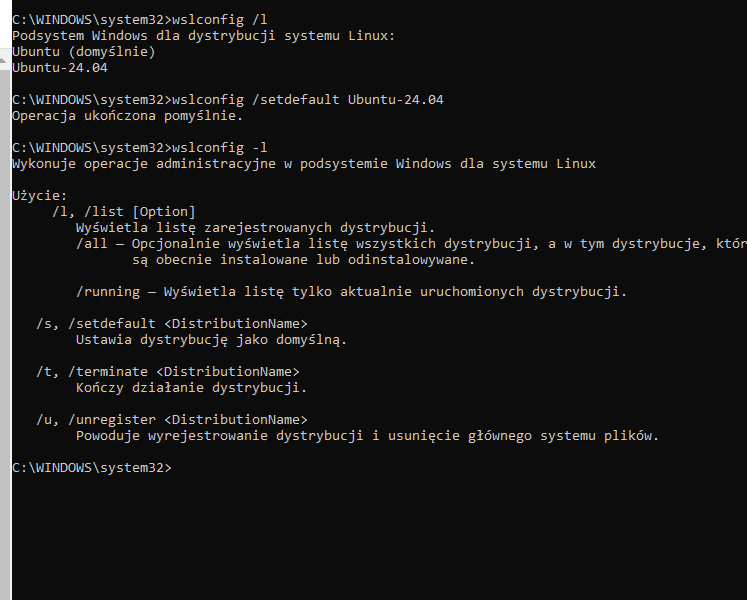 C:\WINDOWS\system32>wslconfig /l
Podsystem Windows dla dystrybucji systemu Linux:
Ubuntu (domyślnie)
Ubuntu-24.04
C:\WINDOWS\system32>wslconfig /setdefault Ubuntu-24.04
Operacja ukończona pomyślnie.
C:\WINDOWS\system32>wslconfig -l
Wykonuje operacje administracyjne w podsystemie Windows dla systemu Linux
Użycie:
/l, /list [Option]
Wyświetla listę zarejestrowanych dystrybucji.
/all — Opcjonalnie wyświetla listę wszystkich dystrybucji, a w tym dystrybucje, któr
są obecnie instalowane lub odinstalowywane.
/running — Wyświetla listę tylko aktualnie uruchomionych dystrybucji.
/s, /setdefault <DistributionName>
Ustawia dystrybucję jako domyślną.
/t, /terminate <DistributionName>
Kończy działanie dystrybucji.
/u, /unregister <DistributionName>
Powoduje wyrejestrowanie dystrybucji i usunięcie głównego systemu plików.
C:\WINDOWS\system32>